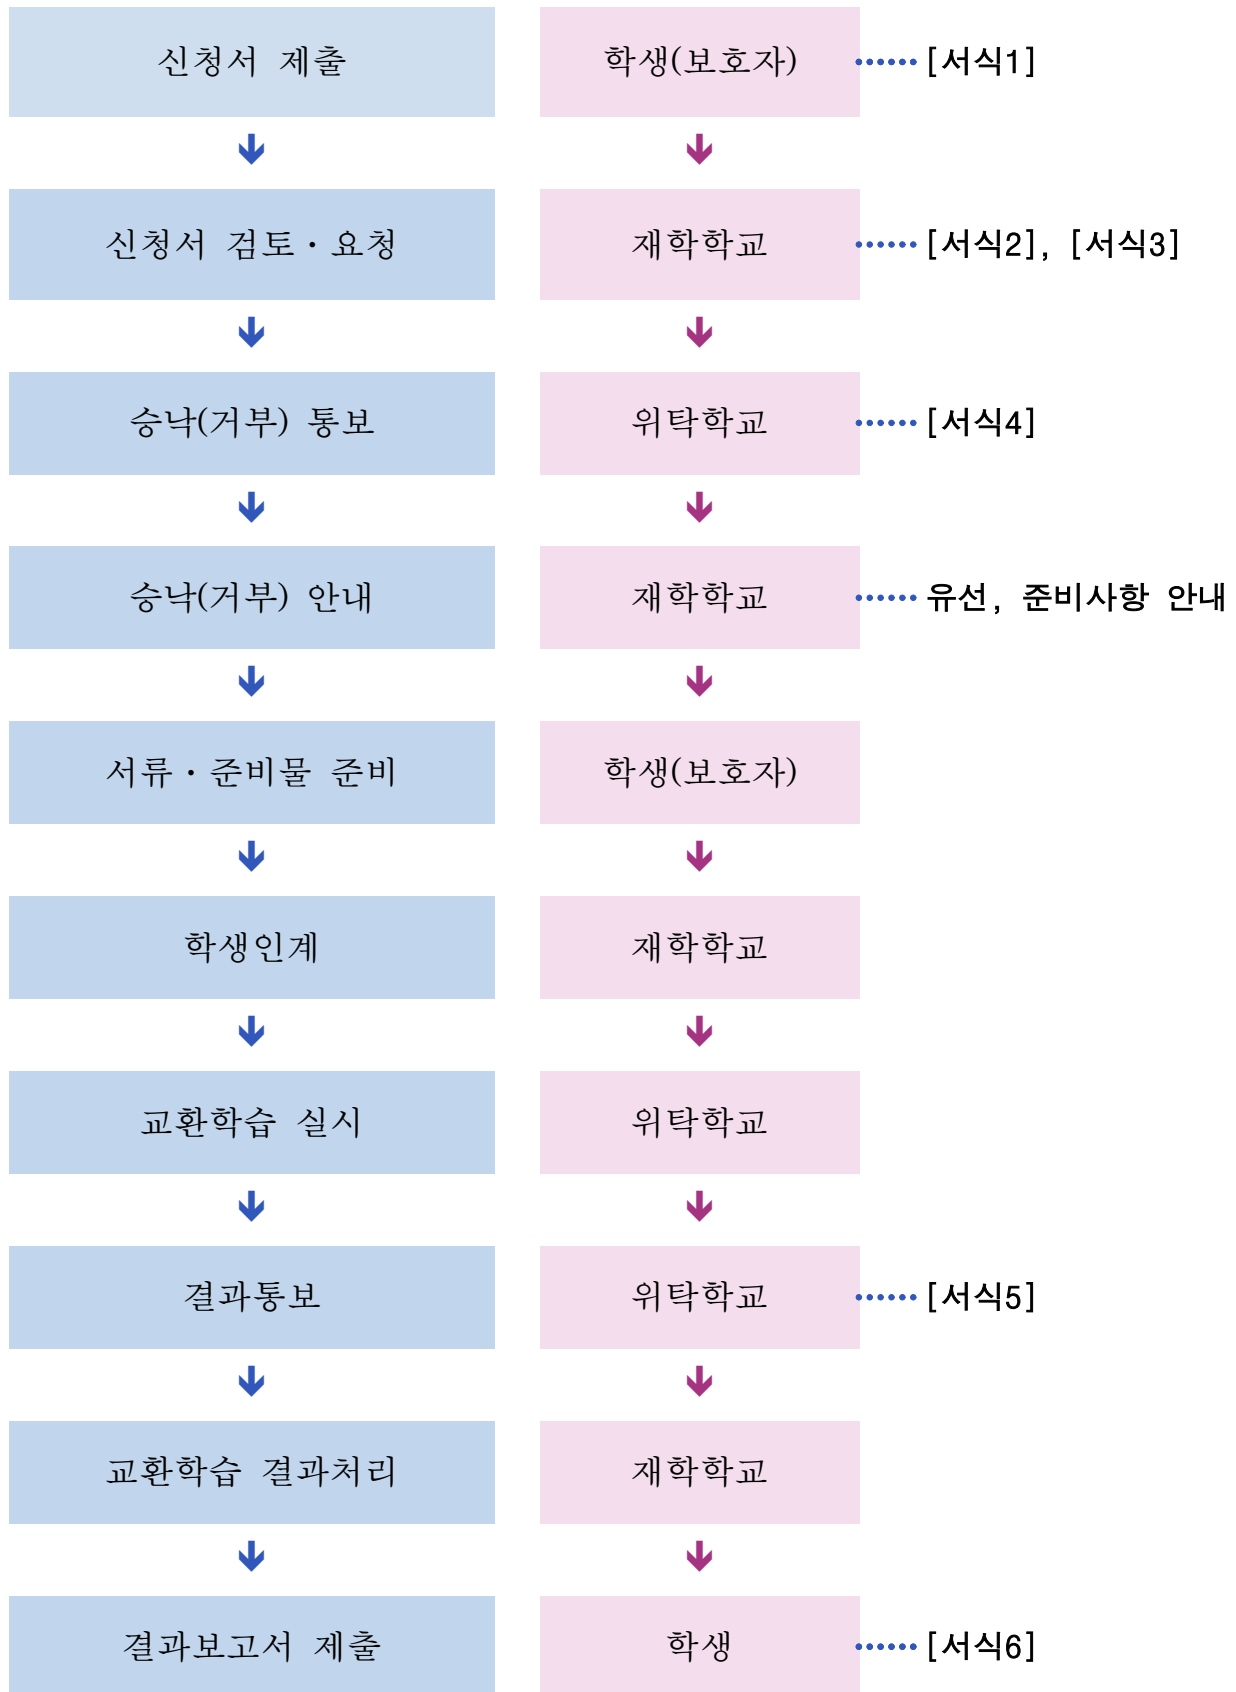 신청서 제출 학생(보호자) [서식1]
신청서 검토·요청 재학학교 [서식2], [서식3]
승낙(거부) 통보 위탁학교 [서식4]
승낙(거부) 안내 재학학교 유선, 준비사항 안내
서류·준비물 준비 학생(보호자)
학생인계 재학학교
교환학습 실시 위탁학교
결과통보 위탁학교 [서식5]
교환학습 결과처리 재학학교
결과보고서 제출 학생 [서식6]